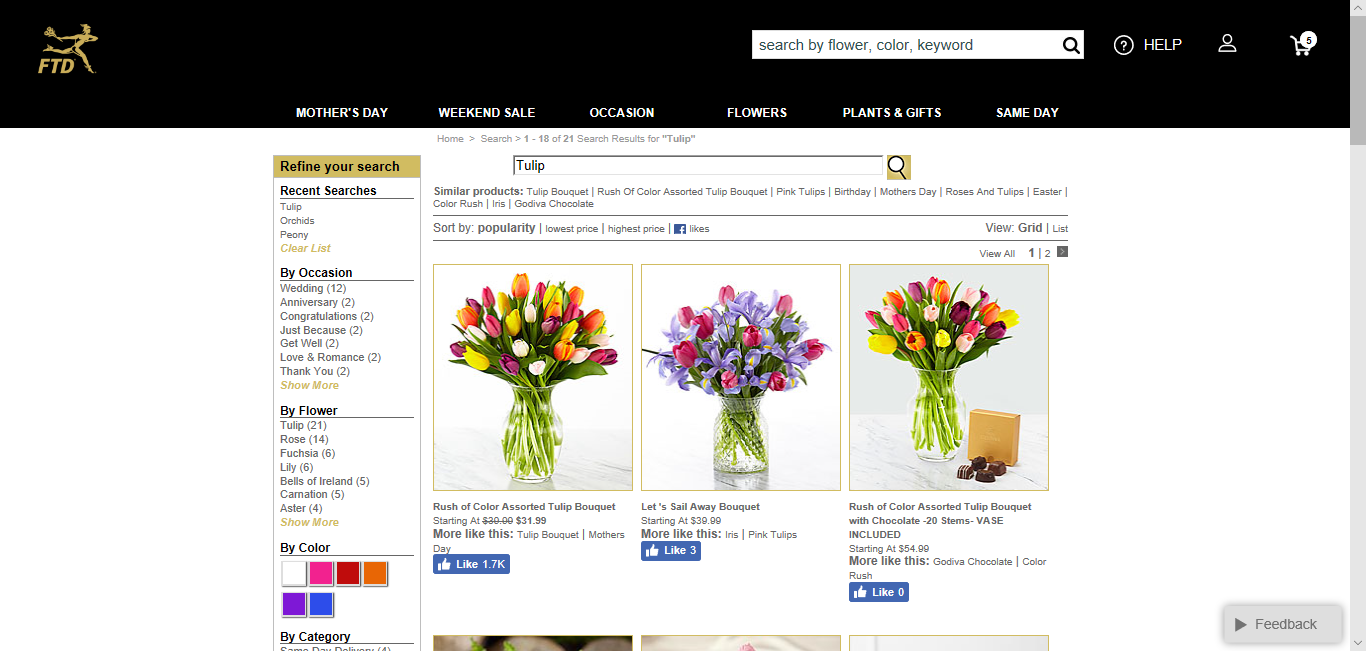 FTD
search by flower, color, keyword
HELP
5
MOTHER'S DAY
WEEKEND SALE
OCCASION
FLOWERS
PLANTS & GIFTS
SAME DAY
Home > Search > 1 - 18 of 21 Search Results for "Tulip"
Refine your search
Recent Searches
Tulip
Orchids
Peony
Clear List
By Occasion
Wedding (12)
Anniversary (2)
Congratulations (2)
Just Because (2)
Get Well (2)
Love & Romance (2)
Thank You (2)
Show More
By Flower
Tulip (21)
Rose (14)
Fuchsia (6)
Lily (6)
Bells of Ireland (5)
Carnation (5)
Aster (4)
Show More
By Color
By Category
Same Day Delivery (4)
Tulip
Similar products: Tulip Bouquet | Rush Of Color Assorted Tulip Bouquet | Pink Tulips | Birthday | Mothers Day | Roses And Tulips | Easter |
Color Rush | Iris | Godiva Chocolate
Sort by: popularity | lowest price | highest price | f likes
View: Grid | List
View All 1 | 2 >
Rush of Color Assorted Tulip Bouquet
Starting At $39.99 $31.99
More like this: Tulip Bouquet | Mothers
Day
Like 1.7K
Let 's Sail Away Bouquet
Starting At $39.99
More like this: Iris | Pink Tulips
Like 3
Rush of Color Assorted Tulip Bouquet
with Chocolate -20 Stems- VASE
INCLUDED
Starting At $54.99
More like this: Godiva Chocolate | Color
Rush
Like 0
Feedback